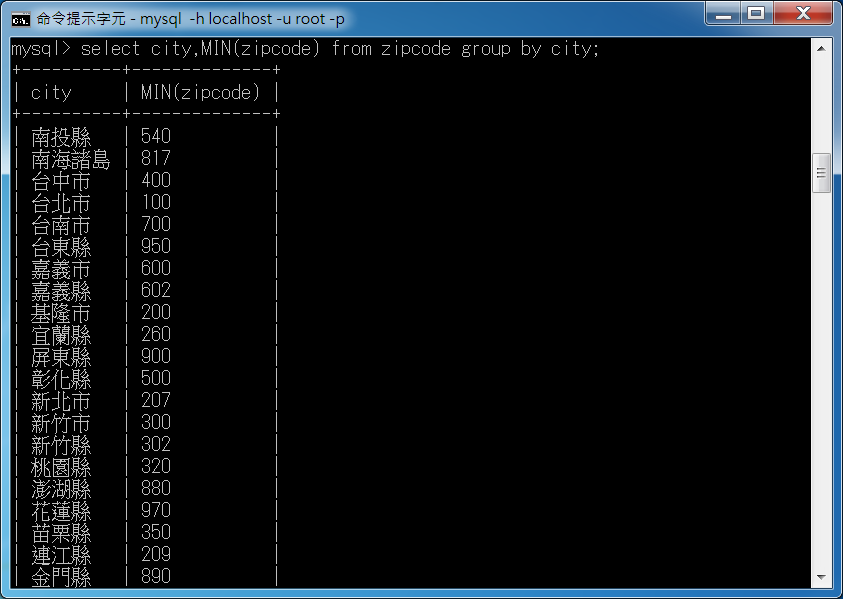 命令提示字元 - mysql -h localhost -u root -p
mysql> select city,MIN(zipcode) from zipcode group by city;
+----------+--------------+
| city     | MIN(zipcode) |
+----------+--------------+
| 南投縣 | 540 |
| 南海諸島 | 817 |
| 台中市 | 400 |
| 台北市 | 100 |
| 台南市 | 700 |
| 台東縣 | 950 |
| 嘉義市 | 600 |
| 嘉義縣 | 602 |
| 基隆市 | 200 |
| 宜蘭縣 | 260 |
| 屏東縣 | 900 |
| 彰化縣 | 500 |
| 新北市 | 207 |
| 新竹市 | 300 |
| 新竹縣 | 302 |
| 桃園縣 | 320 |
| 澎湖縣 | 880 |
| 花蓮縣 | 970 |
| 苗栗縣 | 350 |
| 連江縣 | 209 |
| 金門縣 | 890 |